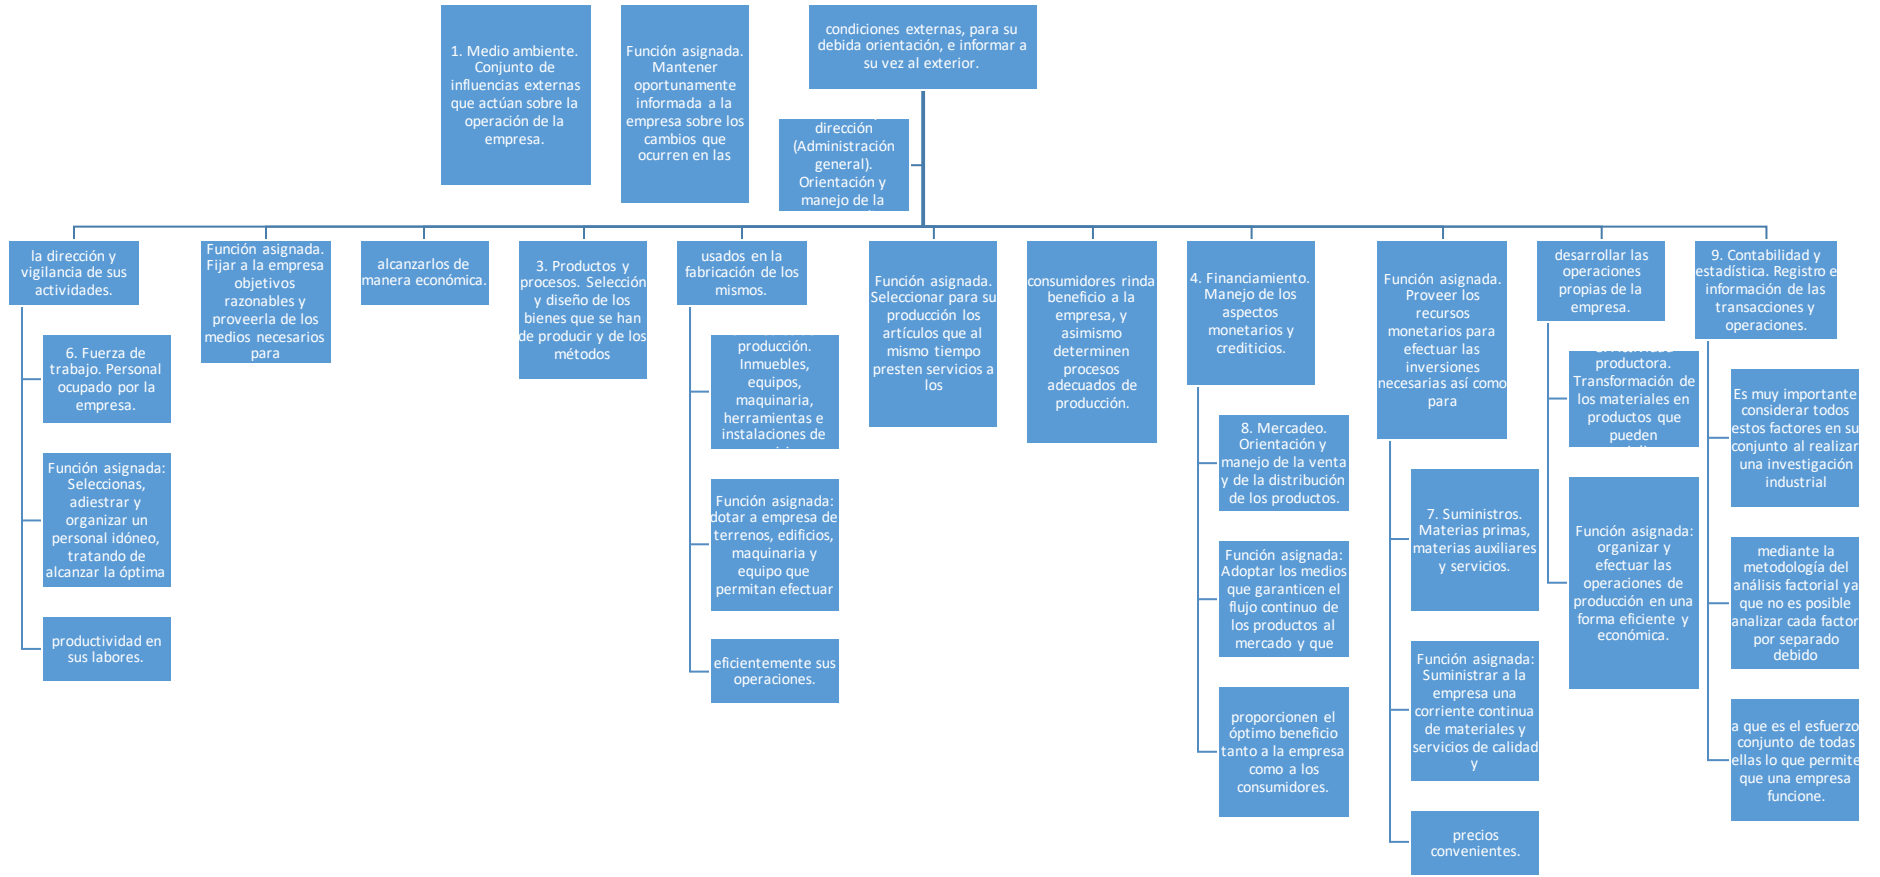 1. Medio ambiente.
Conjunto de
influencias externas
que actúan sobre la
operación de la
empresa.
Función asignada.
Mantener
oportunamente
informada a la
empresa sobre los
cambios que
ocurren en las
condiciones externas, para su
debida orientación, e informar a
su vez al exterior.
dirección
(Administración
general).
Orientación y
manejo de la
la dirección y
vigilancia de sus
actividades.
6. Fuerza de
trabajo. Personal
ocupado por la
empresa.
Función asignada:
Seleccionas,
adiestrar y
organizar un
personal idóneo,
tratando de
alcanzar la óptima
productividad en
sus labores.
Función asignada.
Fijar a la empresa
objetivos
razonables y
proveerla de los
medios necesarios
para
alcanzarlos de
manera económica.
3. Productos y
procesos. Selección
y diseño de los
bienes que se han
de producir y de los
métodos
usados en la
fabricación de los
mismos.
producción.
Inmuebles,
equipos,
maquinaria,
herramientas e
instalaciones de
Función asignada:
dotar a empresa de
terrenos, edificios,
maquinaria y
equipo que
permitan efectuar
eficientemente sus
operaciones.
Función asignada.
Seleccionar para su
producción los
artículos que al
mismo tiempo
presten servicios a
los
consumidores rinda
beneficio a la
empresa, y
asimismo
determinen
procesos
adecuados de
producción.
4. Financiamiento.
Manejo de los
aspectos
monetarios y
crediticios.
8. Mercadeo.
Orientación y
manejo de la venta
y de la distribución
de los productos.
Función asignada:
Adoptar los medios
que garanticen el
flujo continuo de
los productos al
mercado y que
proporcionen el
óptimo beneficio
tanto a la empresa
como a los
consumidores.
Función asignada.
Proveer los
recursos
monetarios para
efectuar las
inversiones
necesarias así como
para
7. Suministros.
Materias primas,
materias auxiliares
y servicios.
Función asignada:
Suministrar a la
empresa una
corriente continua
de materiales y
servicios de calidad
y
precios
convenientes.
desarrollar las
operaciones
propias de la
empresa.
productora.
Transformación de
los materiales en
productos que
pueden
Función asignada:
organizar y
efectuar las
operaciones de
producción en una
forma eficiente y
económica.
9. Contabilidad y
estadística. Registro e
información de las
transacciones y
operaciones.
Es muy importante
considerar todos
estos factores en su
conjunto al realizar
una investigación
industrial
mediante la
metodología del
análisis factorial ya
que no es posible
analizar cada factor
por separado
debido
a que es el esfuerzo
conjunto de todas
ellas lo que permite
que una empresa
funcione.